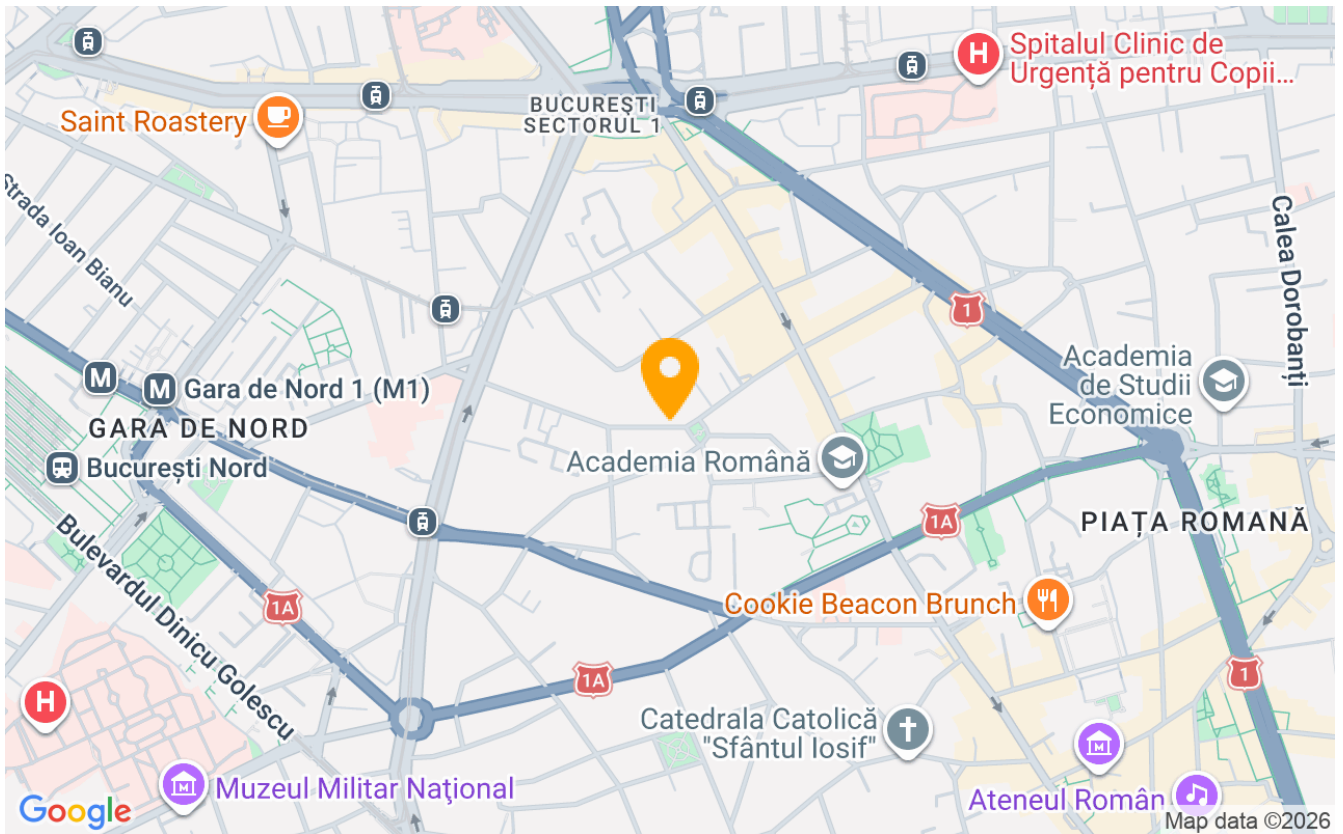 Spitalul Clinic de
Urgență pentru Copii...
BUCUREȘTI
SECTORUL 1
Saint Roastery
Strada Ioan Bianu
Calea Dorobanți
1
Academia
de Studii
Economice
M
M
Gara de Nord 1 (M1)
GARA DE NORD
București Nord
Academia Română
1A
PIAȚA ROMANĂ
Bulevardul Dinicu Golescu
1A
Cookie Beacon Brunch
1A
1
H
H
Catedrala Catolică
"Sfântul Iosif"
Muzeul Militar Naţional
Ateneul Român
Google
Map data ©2026